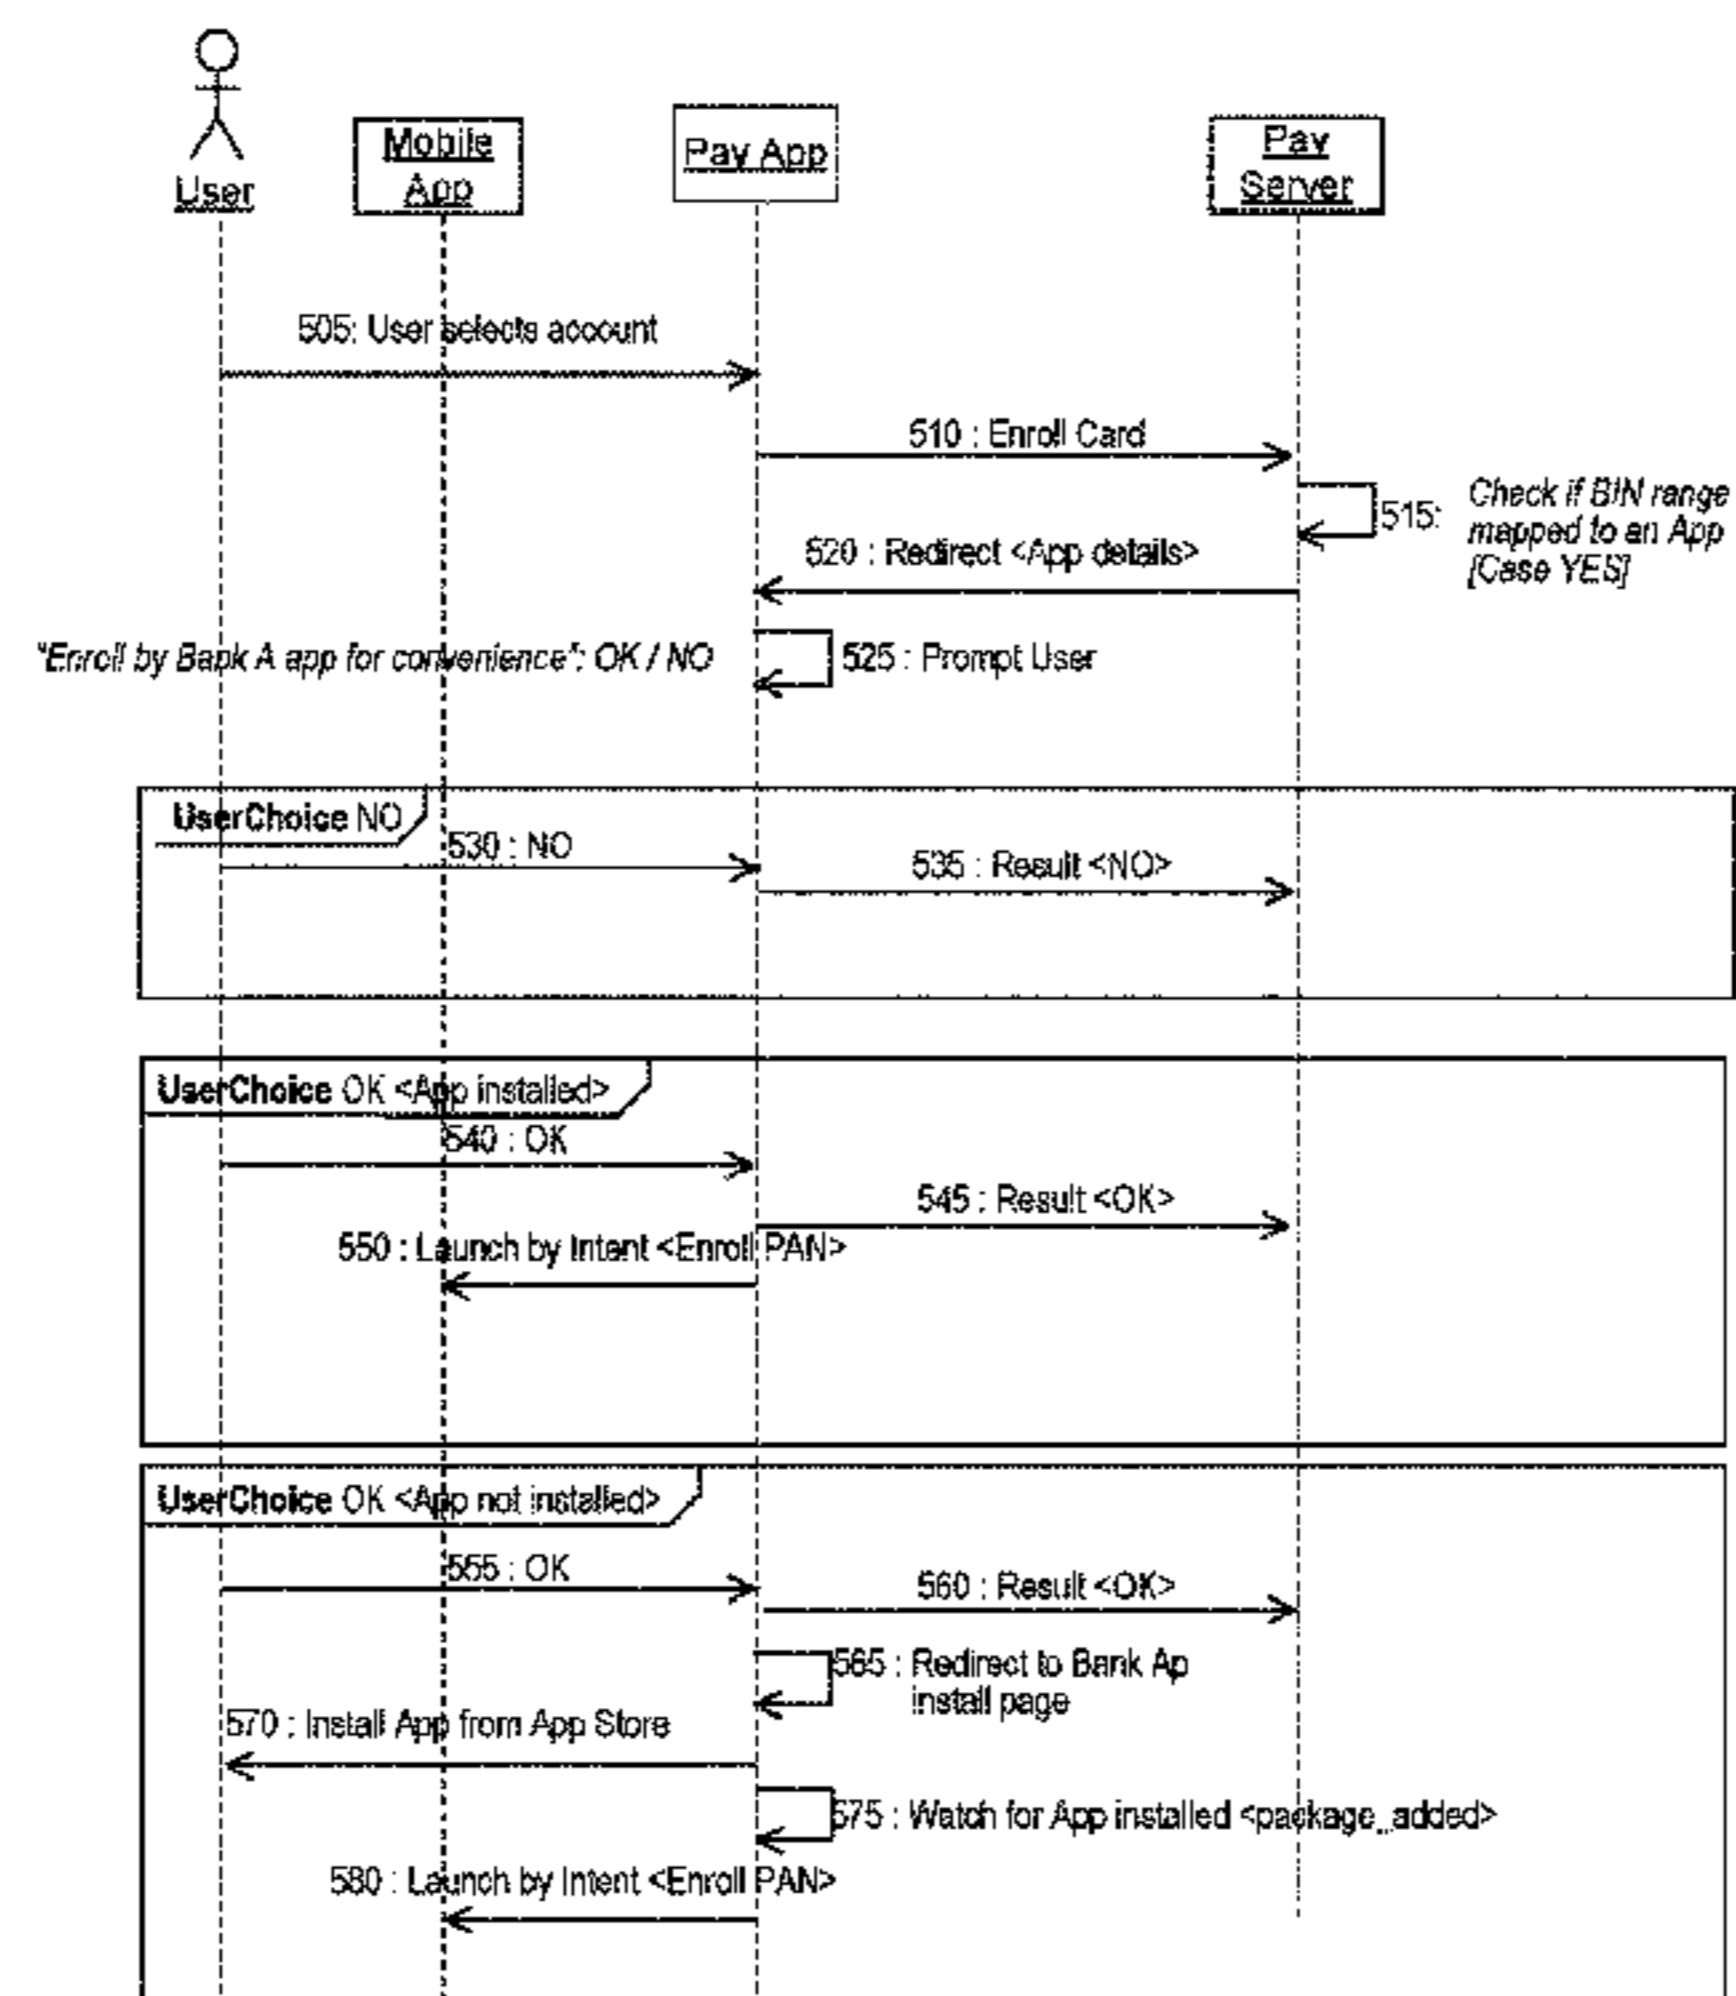 User
Mobile
App
Pay App
Pay
Server
505: User selects account
510 : Enroll Card
515:
Check if BIN range
mapped to an App
[Case YES]
520 : Redirect <App details>
"Enroll by Bank A app for convenience": OK / NO
525 : Prompt User
UserChoice NO
530 : NO
535 : Result <NO>
UserChoice OK <App installed>
540 : OK
545 : Result <OK>
550 : Launch by Intent <Enroll PAN>
UserChoice OK <App not installed>
555 : OK
560 : Result <OK>
565 : Redirect to Bank Ap
install page
570 : Install App from App Store
575 : Watch for App installed <package_added>
580 : Launch by Intent <Enroll PAN>